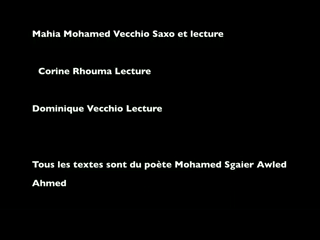 Mahia Mohamed Vecchio Saxo et lecture
Corine Rhouma Lecture
Dominique Vecchio Lecture
Tous les textes sont du poète Mohamed Sgaier Awled
Ahmed